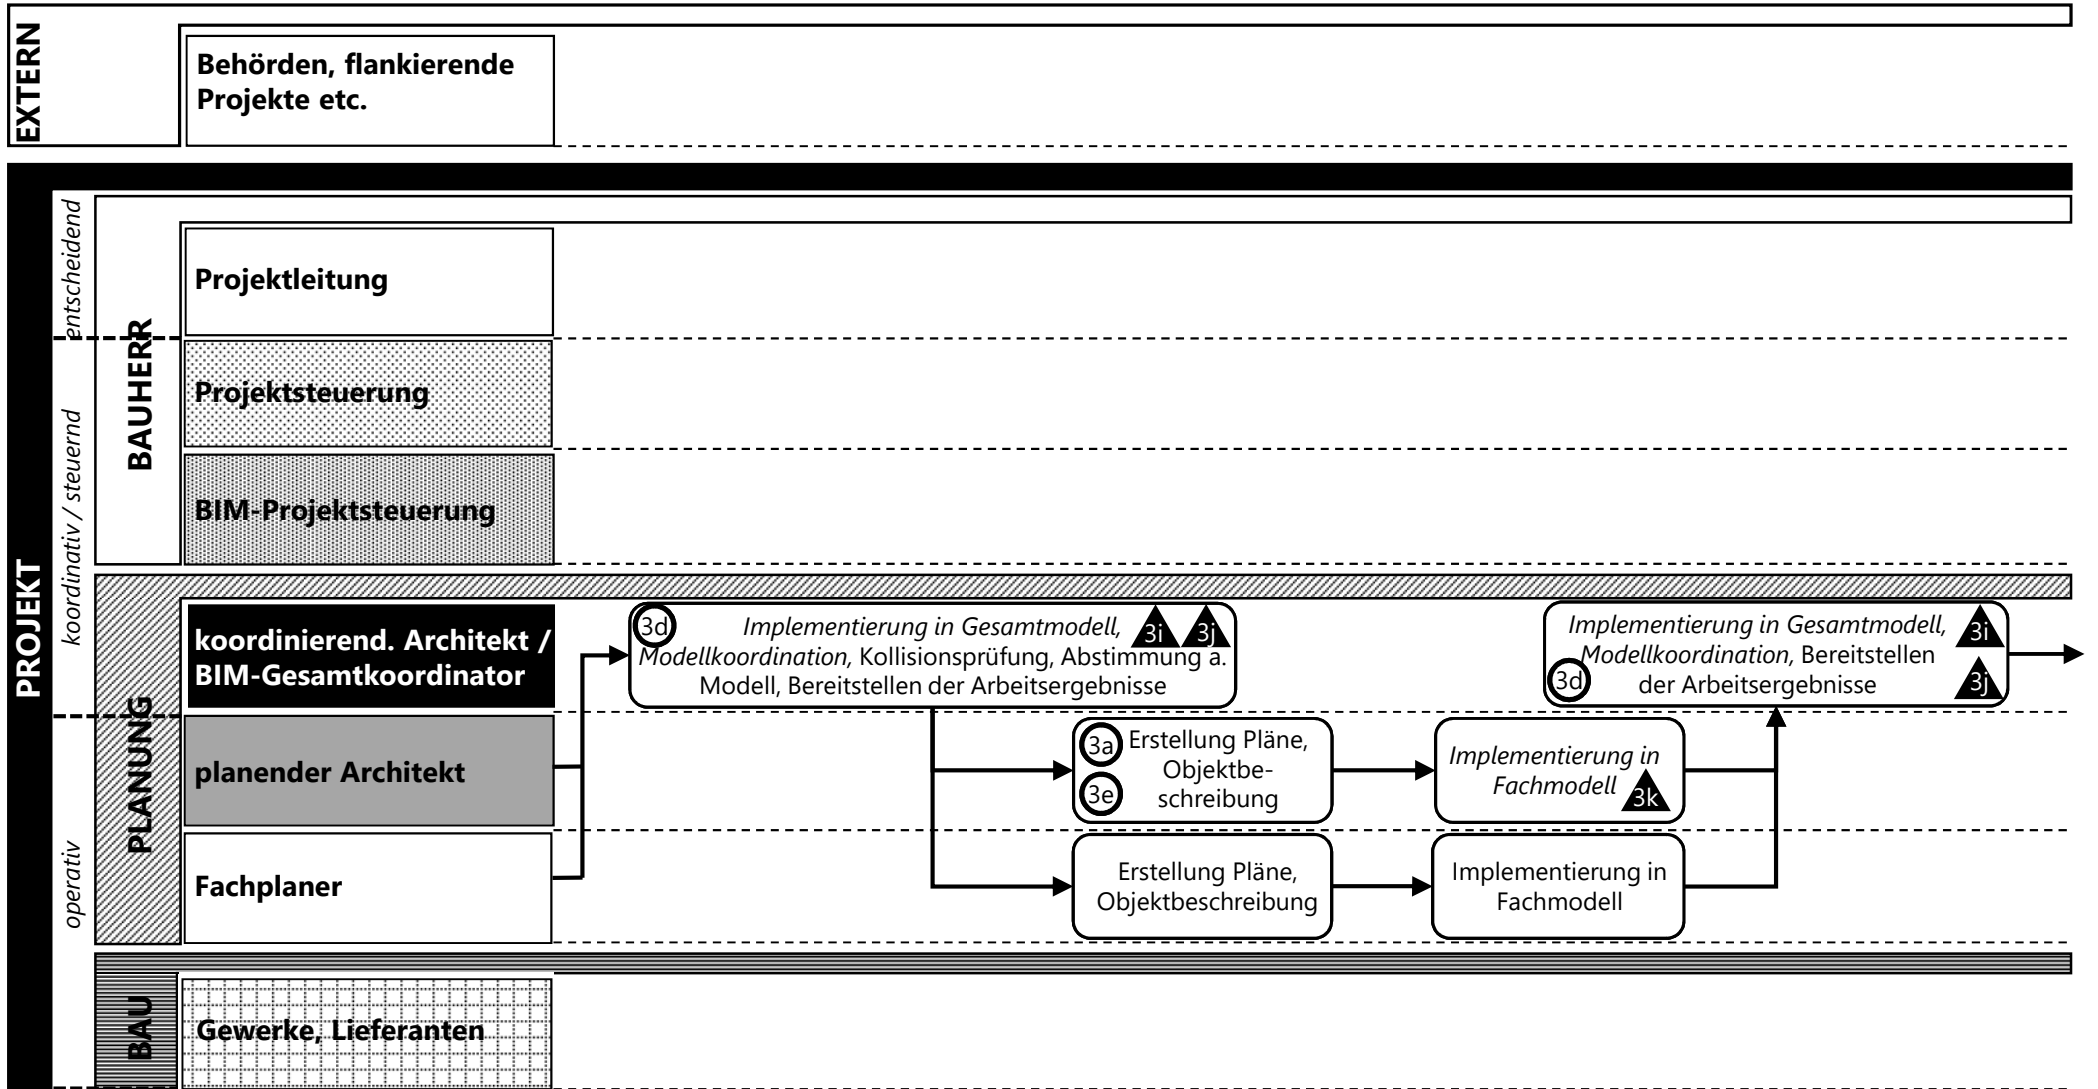 EXTERN
Behörden, flankierende
Projekte etc.
PROJEKT
entscheidend
koordinativ / steuernd
operativ
BAUHERR
Projektleitung
Projektsteuerung
BIM-Projektsteuerung
PLANUNG
koordinierend. Architekt /
BIM-Gesamtkoordinator
3d Implementierung in Gesamtmodell, 3i 3j
Modellkoordination, Kollisionsprüfung, Abstimmung a.
Modell, Bereitstellen der Arbeitsergebnisse
Implementierung in Gesamtmodell, 3i
Modellkoordination, Bereitstellen
3d der Arbeitsergebnisse 3j
planender Architekt
3a Erstellung Pläne,
Objektbe-
3e schreibung
Implementierung in
Fachmodell 3k
Fachplaner
Erstellung Pläne,
Objektbeschreibung
Implementierung in
Fachmodell
BAU
Gewerke, Lieferanten